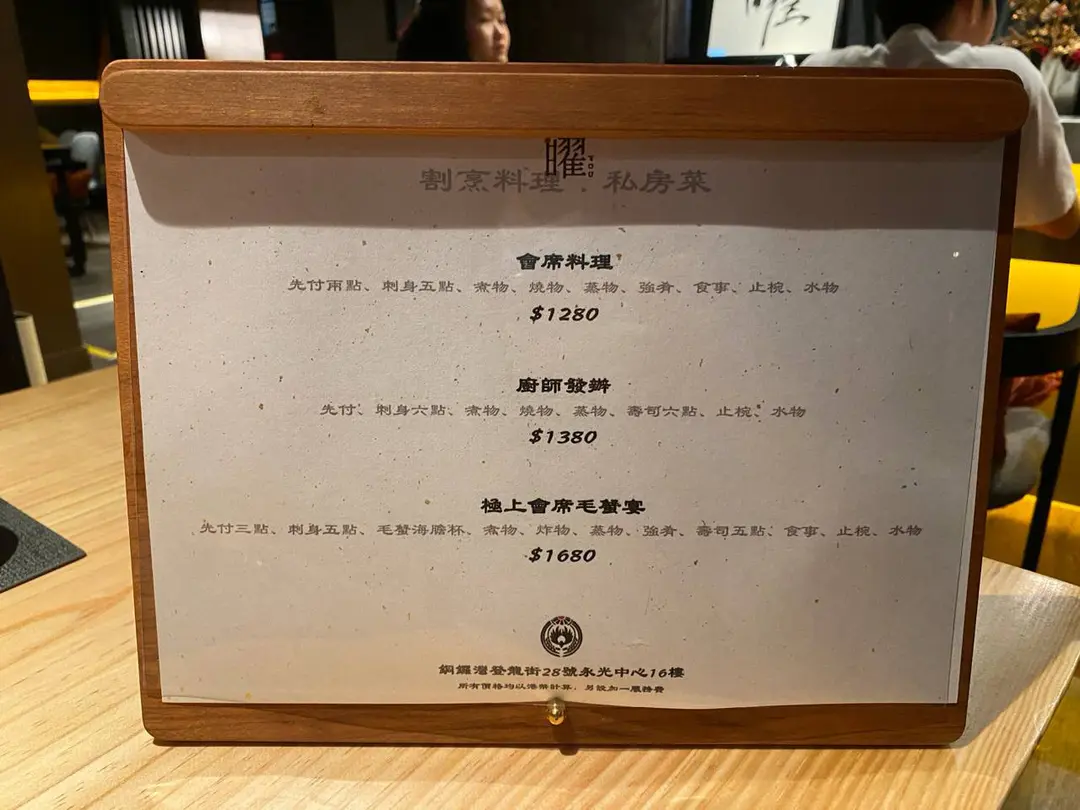 曜 YOU
割烹料理．私房菜
會席料理
先付兩點、刺身五點、煮物、燒物、蒸物、強肴、食事、止椀、水物
$1280
廚師發辦
先付、刺身六點、煮物、燒物、蒸物、壽司六點、止椀、水物
$1380
極上會席毛蟹宴
先付三點、刺身五點、毛蟹海膽杯、煮物、炸物、蒸物、強肴、壽司五點、食事、止椀、水物
$1680
銅鑼灣登龍街28號永光中心16樓
所有價格均以港幣計算，另設加一服務費